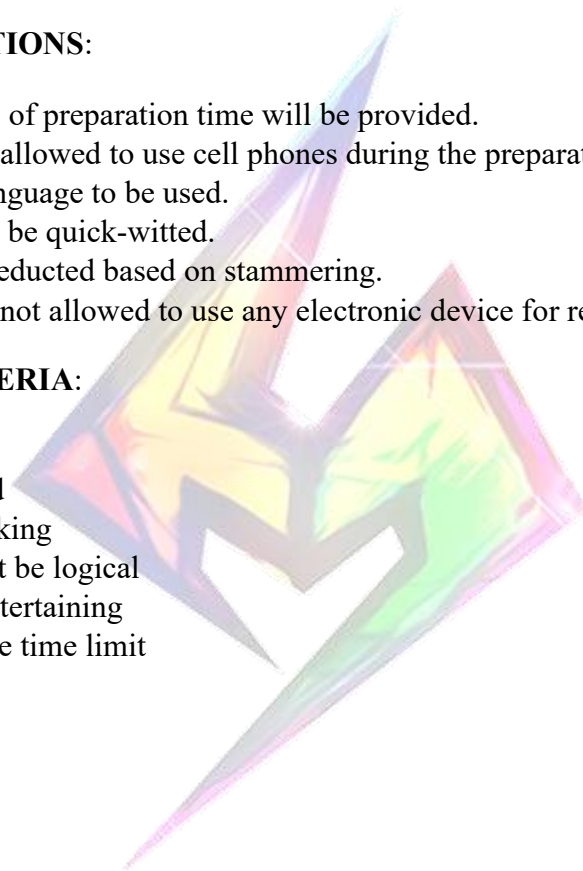 TIONS:
of preparation time will be provided.
allowed to use cell phones during the preparat
nguage to be used.
be quick-witted.
educted based on stammering.
not allowed to use any electronic device for re
ERIA:
d
king
t be logical
tertaining
e time limit